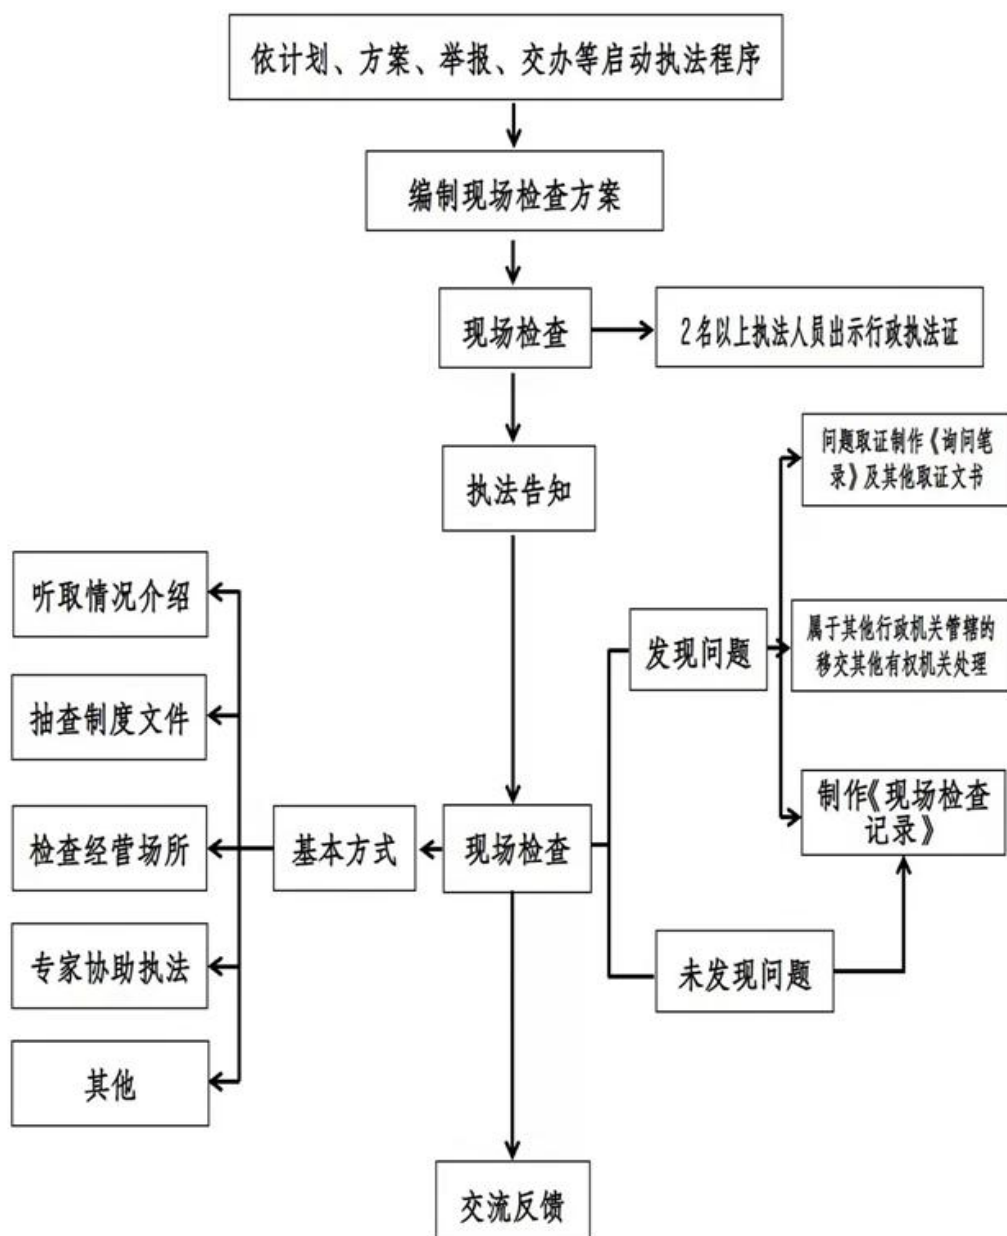 依计划、方案、举报、交办等启动执法程序
编制现场检查方案
现场检查
2名以上执法人员出示行政执法证
执法告知
问题取证制作《询问笔
录》及其他取证文书
听取情况介绍
发现问题
属于其他行政机关管辖的
移交其他有权机关处理
抽查制度文件
制作《现场检查
记录》
检查经营场所
基本方式
现场检查
专家协助执法
未发现问题
其他
交流反馈